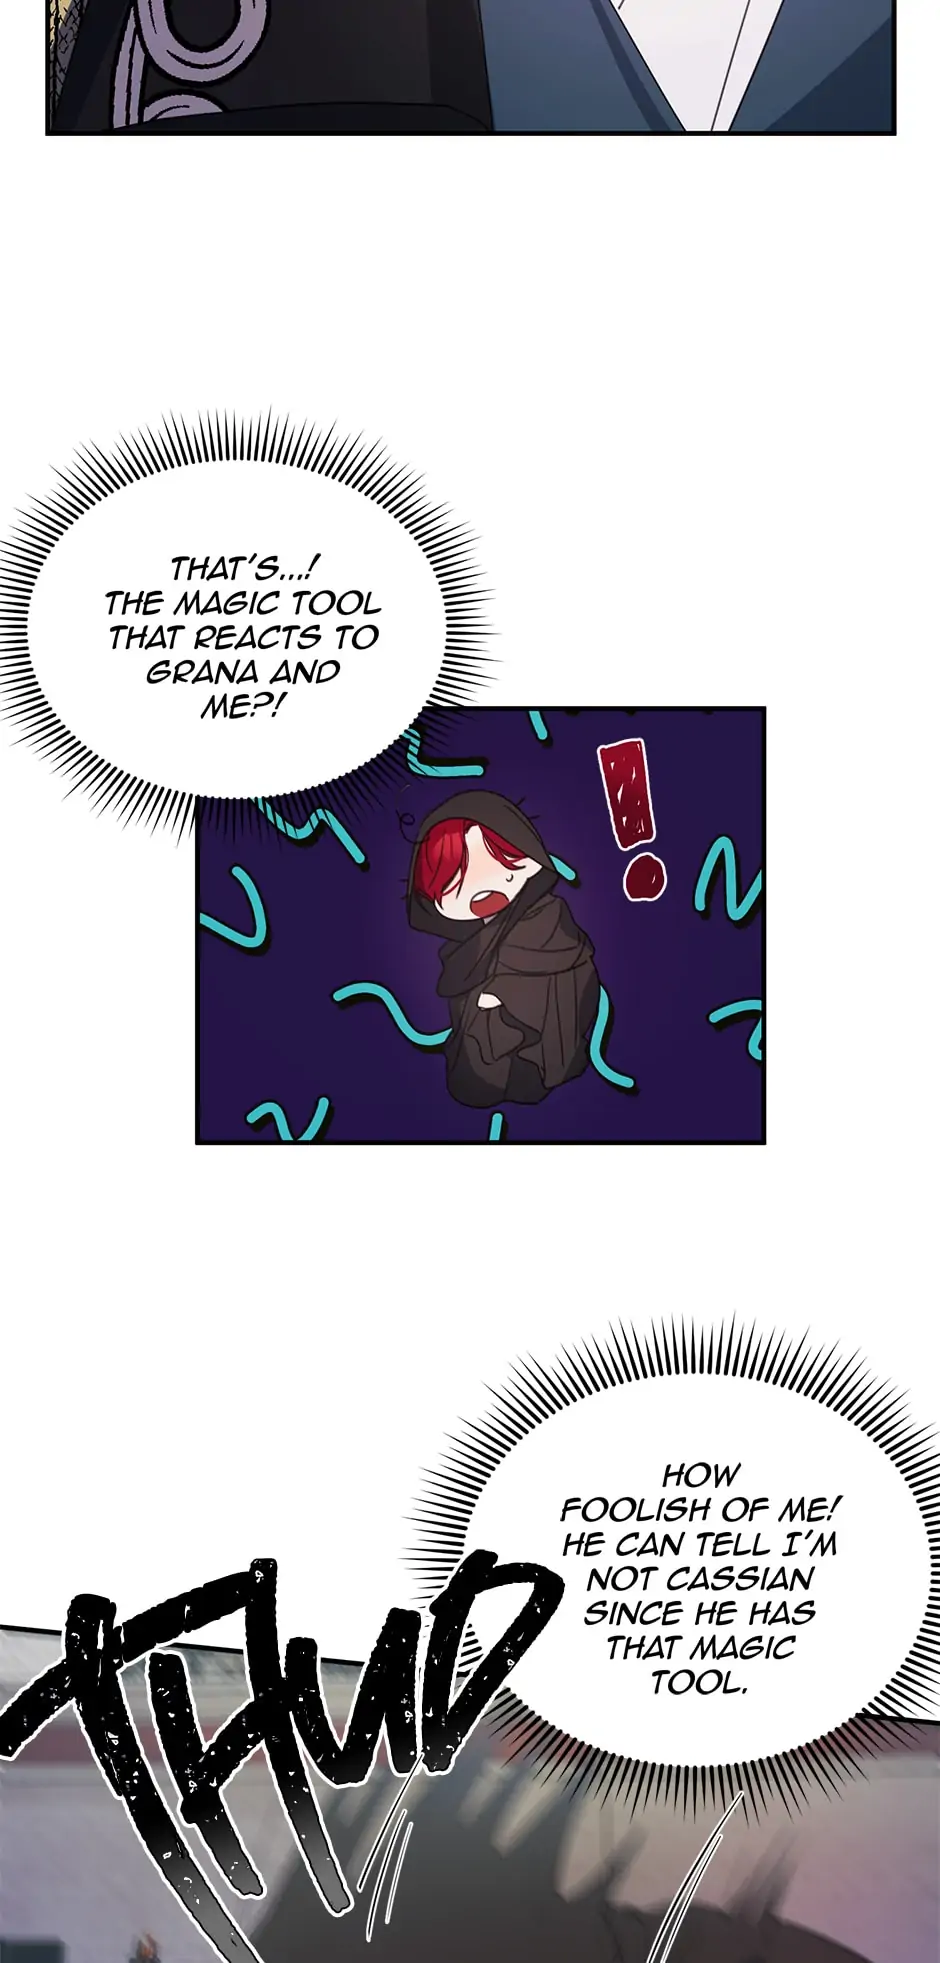 THAT'S...!
THE MAGIC TOOL
THAT REACTS TO
GRANA AND
ME?!
!
HOW
FOOLISH OF ME!
HE CAN TELL I'M
NOT CASSIAN
SINCE HE HAS
THAT MAGIC
TOOL.
THUD